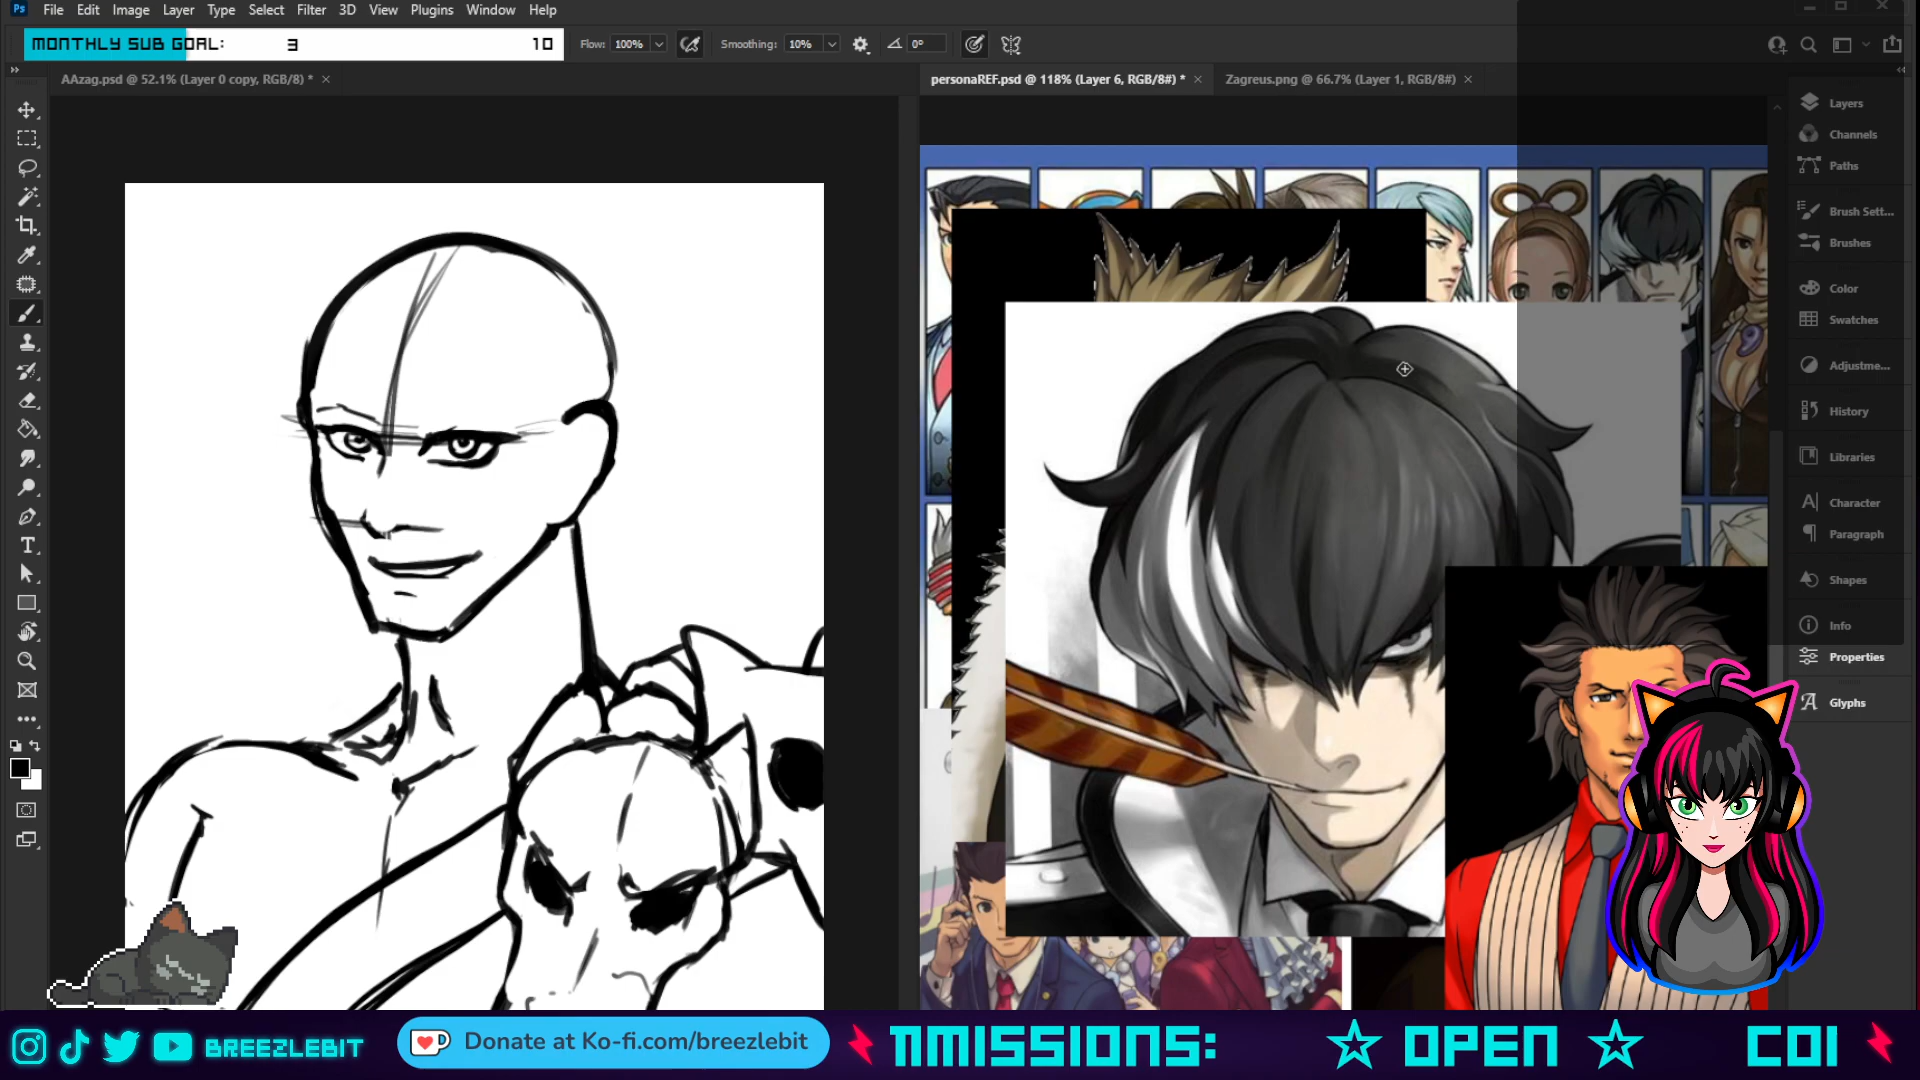 Ps File Edit Image Layer Type Select Filter 3D View Plugins Window Help
MONTHLY SUB GOAL: 3 10
Flow: 100% Smoothing: 10% 0°
AAzag.psd @ 52.1% (Layer 0 copy, RGB/8) * ×
personaREF.psd @ 118% (Layer 6, RGB/8#) * ×
Zagreus.png @ 66.7% (Layer 1, RGB/8#) ×
Layers
Channels
Paths
Brush Sett...
Brushes
Color
Swatches
Adjustme...
History
Libraries
Character
Paragraph
Shapes
Info
Properties
Glyphs
BREEZLEBIT
Donate at Ko-fi.com/breezlebit
MMISSIONS: OPEN CO